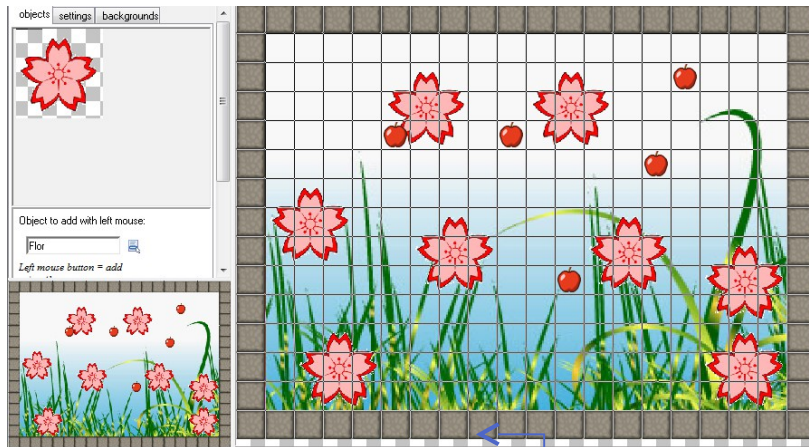 objects settings backgrounds
Object to add with left mouse:
Flor
Left mouse button = add